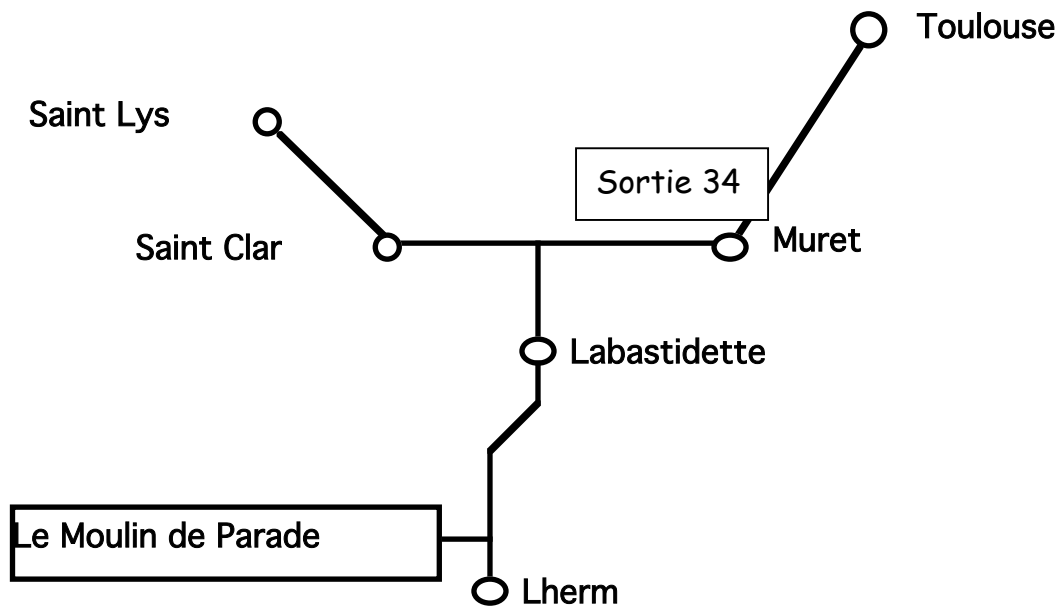 Toulouse
Saint Lys
Sortie 34
Saint Clar
Muret
Labastidette
Le Moulin de Parade
Lherm